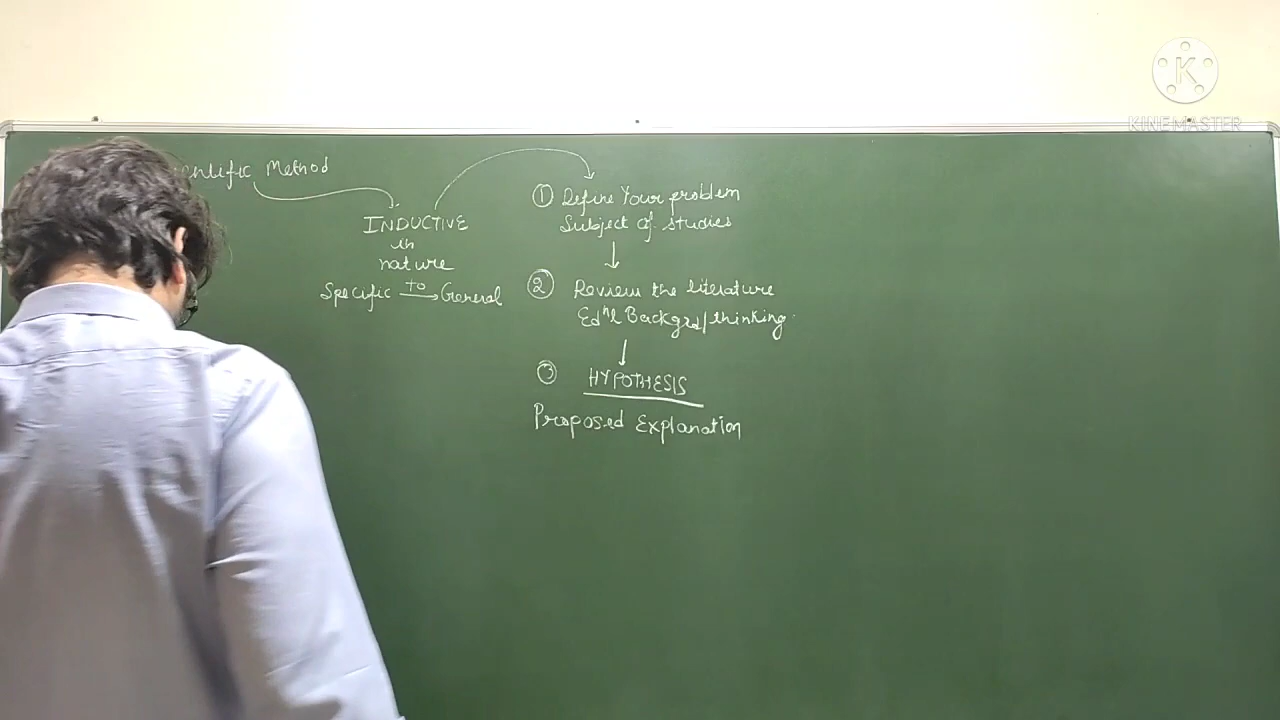 entific Method
INDUCTIVE
in
nature
Specific to → General
① Define Your problem
Subject of studies
② Review the literature
Ednl Backgrd/thinking
③ HYPOTHESIS
Proposed Explanation
K
KINEMASTER